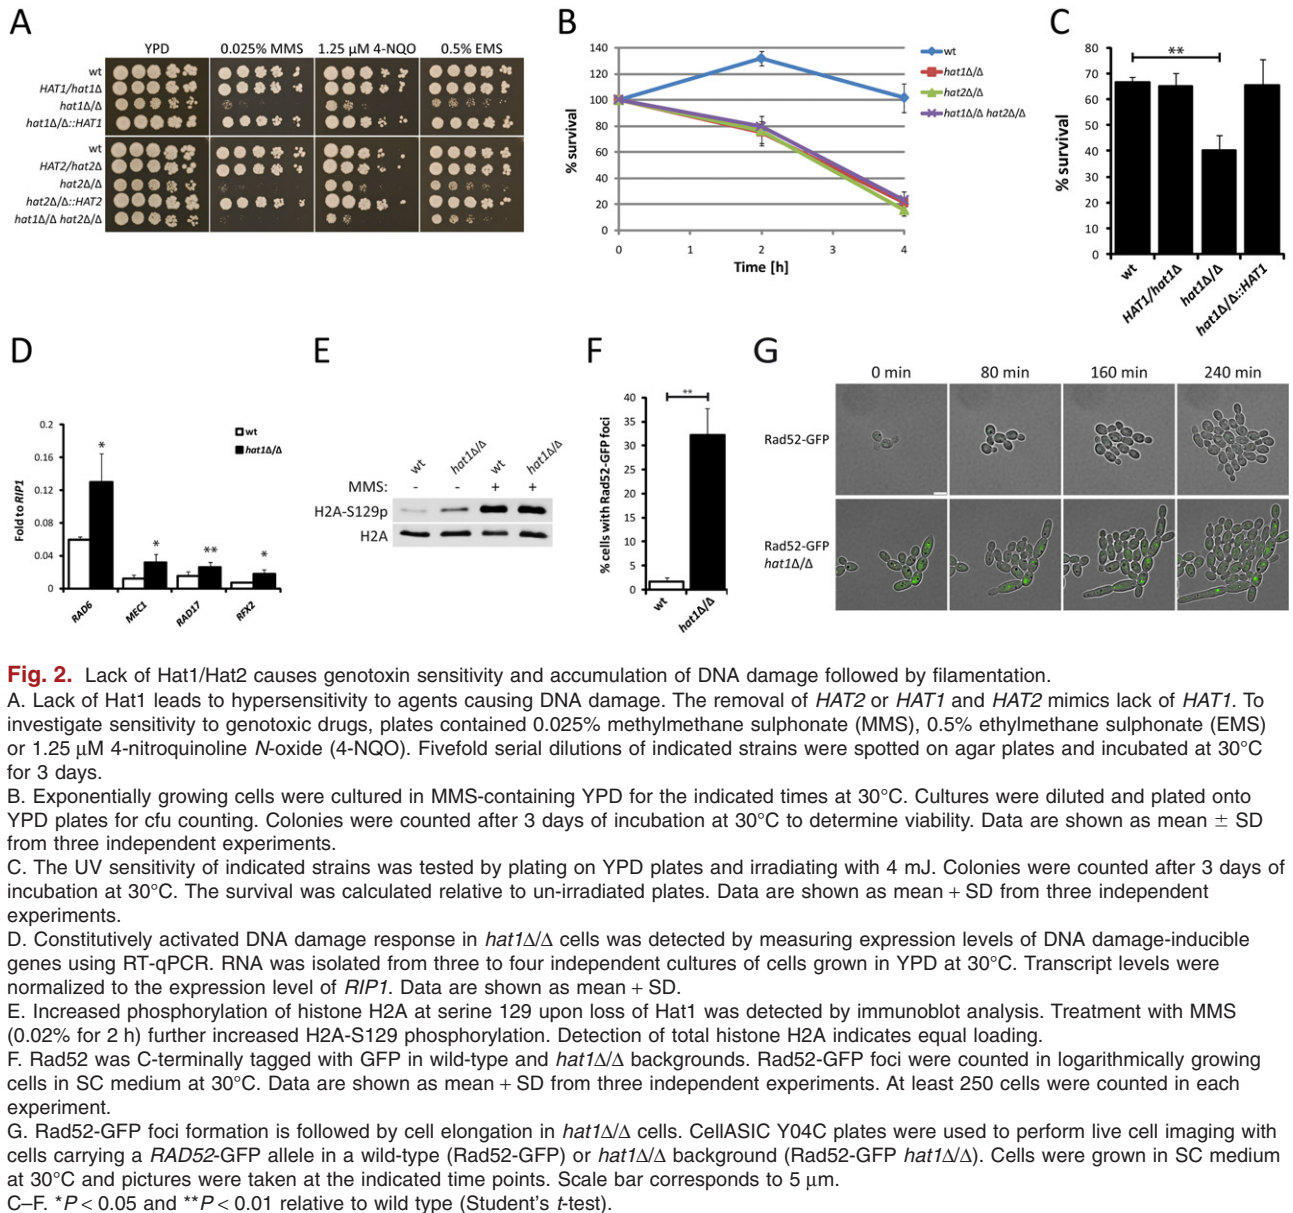 A
YPD 0.025% MMS 1.25 µM 4-NQO 0.5% EMS
wt
HAT1/hat1Δ
hat1Δ/Δ
hat1Δ/Δ::HAT1
wt
HAT2/hat2Δ
hat2Δ/Δ
hat2Δ/Δ::HAT2
hat1Δ/Δ hat2Δ/Δ
B
% survival
140
120
100
80
60
40
20
0
0 1 2 3 4
Time [h]
wt
hat1Δ/Δ
hat2Δ/Δ
hat1Δ/Δ hat2Δ/Δ
C
% survival
80
70
60
50
40
30
20
10
0
**
wt
HAT1/hat1Δ
hat1Δ/Δ
hat1Δ/Δ::HAT1
D
Fold to RIP1
0.2
0.16
0.12
0.08
0.04
0
wt
hat1Δ/Δ
* * ** *
RAD6 MEC1 RAD17 RFX2
E
wt hat1Δ/Δ wt hat1Δ/Δ
MMS: - - + +
H2A-S129p
H2A
F
% cells with Rad52-GFP foci
40
35
30
25
20
15
10
5
0
**
wt hat1Δ/Δ
G
0 min 80 min 160 min 240 min
Rad52-GFP
Rad52-GFP
hat1Δ/Δ
Fig. 2. Lack of Hat1/Hat2 causes genotoxin sensitivity and accumulation of DNA damage followed by filamentation.
A. Lack of Hat1 leads to hypersensitivity to agents causing DNA damage. The removal of HAT2 or HAT1 and HAT2 mimics lack of HAT1. To
investigate sensitivity to genotoxic drugs, plates contained 0.025% methylmethane sulphonate (MMS), 0.5% ethylmethane sulphonate (EMS)
or 1.25 µM 4-nitroquinoline N-oxide (4-NQO). Fivefold serial dilutions of indicated strains were spotted on agar plates and incubated at 30°C
for 3 days.
B. Exponentially growing cells were cultured in MMS-containing YPD for the indicated times at 30°C. Cultures were diluted and plated onto
YPD plates for cfu counting. Colonies were counted after 3 days of incubation at 30°C to determine viability. Data are shown as mean ± SD
from three independent experiments.
C. The UV sensitivity of indicated strains was tested by plating on YPD plates and irradiating with 4 mJ. Colonies were counted after 3 days of
incubation at 30°C. The survival was calculated relative to un-irradiated plates. Data are shown as mean + SD from three independent
experiments.
D. Constitutively activated DNA damage response in hat1Δ/Δ cells was detected by measuring expression levels of DNA damage-inducible
genes using RT-qPCR. RNA was isolated from three to four independent cultures of cells grown in YPD at 30°C. Transcript levels were
normalized to the expression level of RIP1. Data are shown as mean + SD.
E. Increased phosphorylation of histone H2A at serine 129 upon loss of Hat1 was detected by immunoblot analysis. Treatment with MMS
(0.02% for 2 h) further increased H2A-S129 phosphorylation. Detection of total histone H2A indicates equal loading.
F. Rad52 was C-terminally tagged with GFP in wild-type and hat1Δ/Δ backgrounds. Rad52-GFP foci were counted in logarithmically growing
cells in SC medium at 30°C. Data are shown as mean + SD from three independent experiments. At least 250 cells were counted in each
experiment.
G. Rad52-GFP foci formation is followed by cell elongation in hat1Δ/Δ cells. CellASIC Y04C plates were used to perform live cell imaging with
cells carrying a RAD52-GFP allele in a wild-type (Rad52-GFP) or hat1Δ/Δ background (Rad52-GFP hat1Δ/Δ). Cells were grown in SC medium
at 30°C and pictures were taken at the indicated time points. Scale bar corresponds to 5 µm.
C–F. *P < 0.05 and **P < 0.01 relative to wild type (Student's t-test).